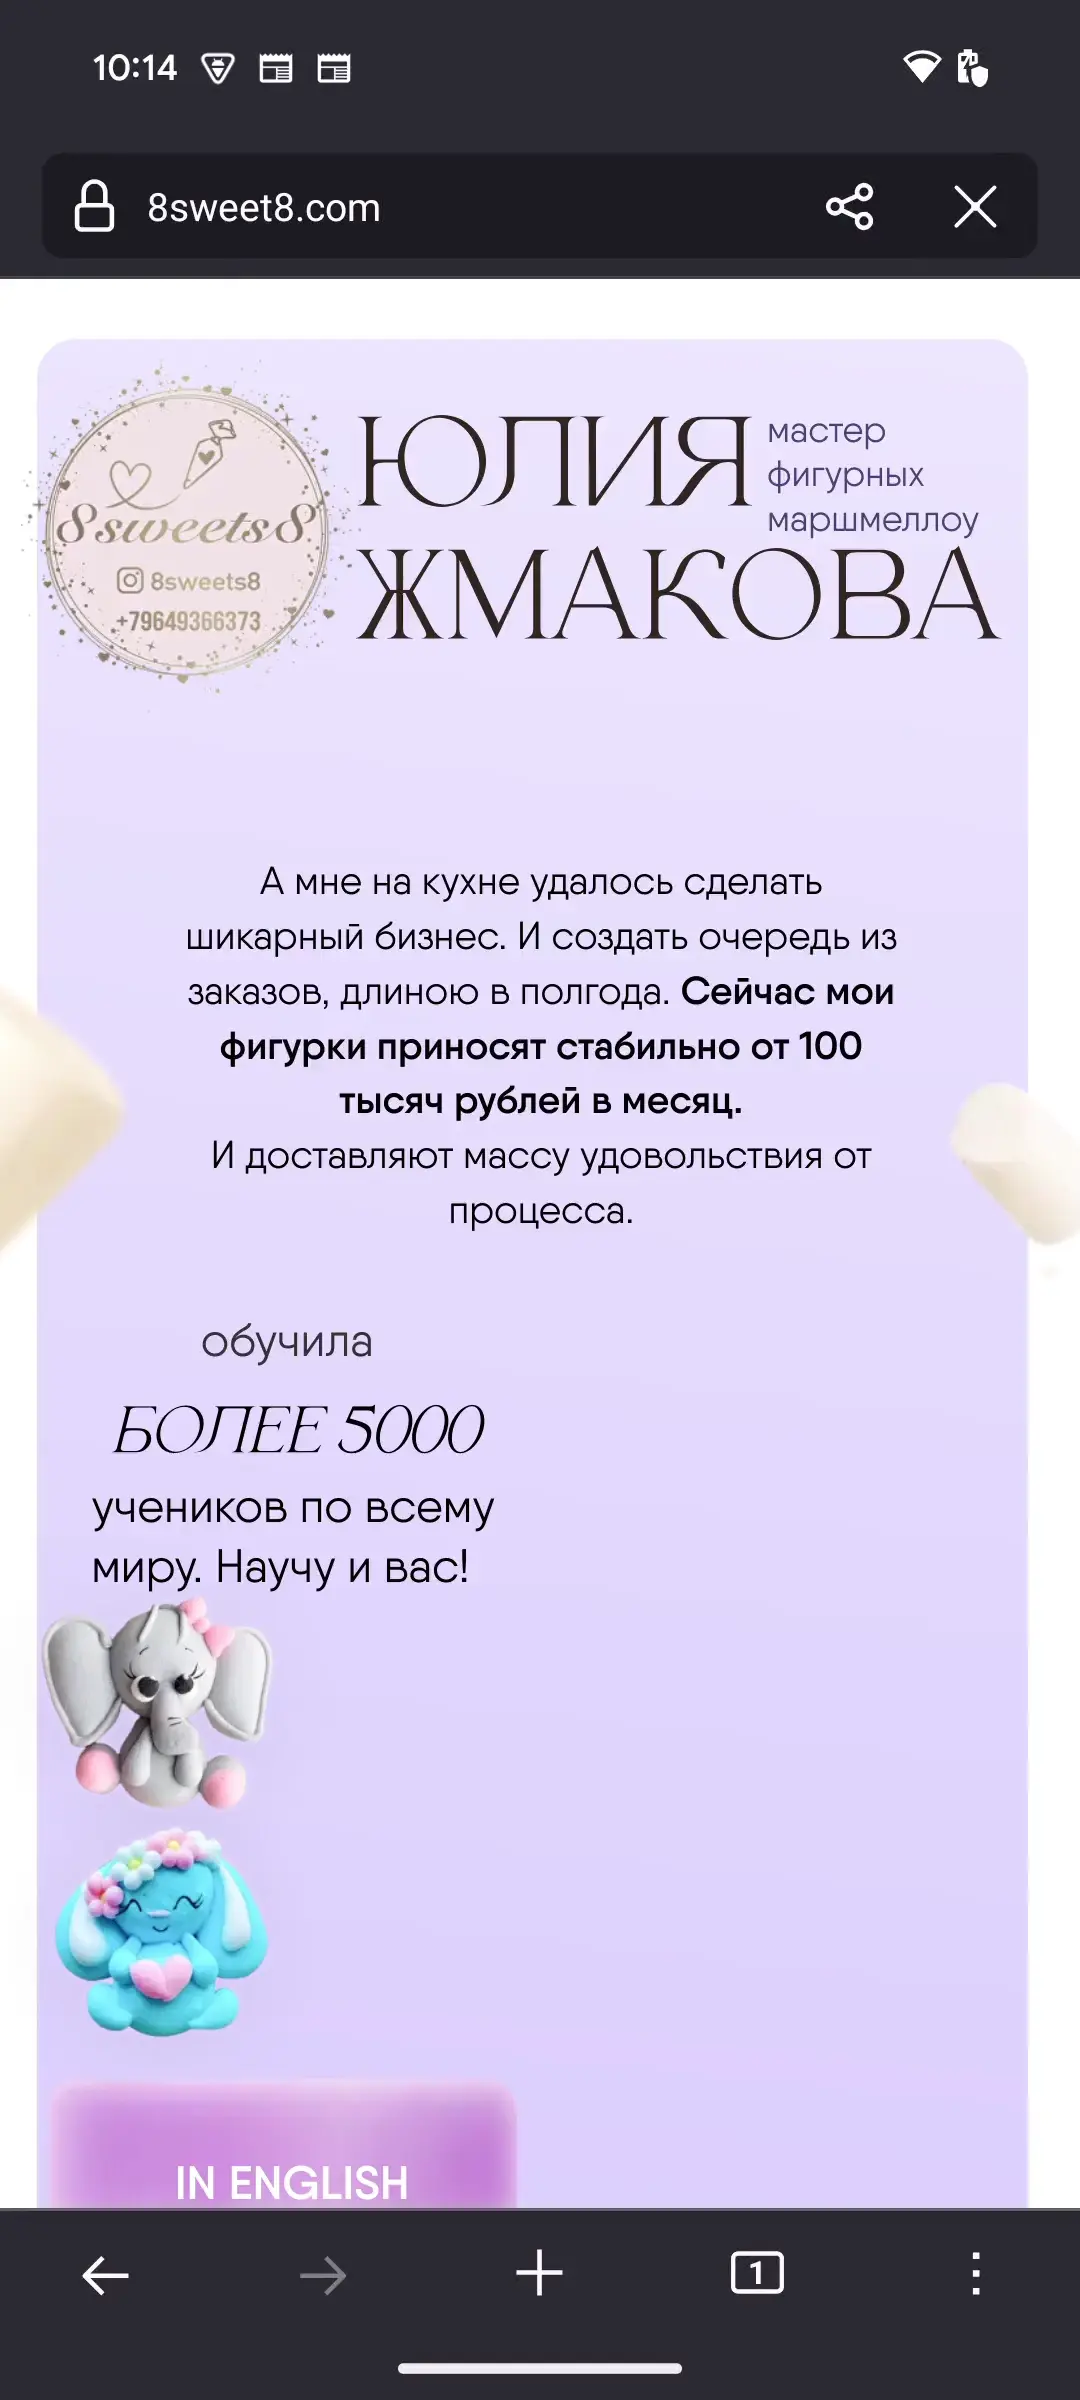 10:14
8sweet8.com
8sweets8
8sweets8
+79649366373
ЮЛИЯ
мастер
фигурных
маршмеллоу
ЖМАКОВА
А мне на кухне удалось сделать
шикарный бизнес. И создать очередь из
заказов, длиною в полгода. Сейчас мои
фигурки приносят стабильно от 100
тысяч рублей в месяц.
И доставляют массу удовольствия от
процесса.
обучила
БОЛЕЕ 5000
учеников по всему
миру. Научу и вас!
IN ENGLISH
1